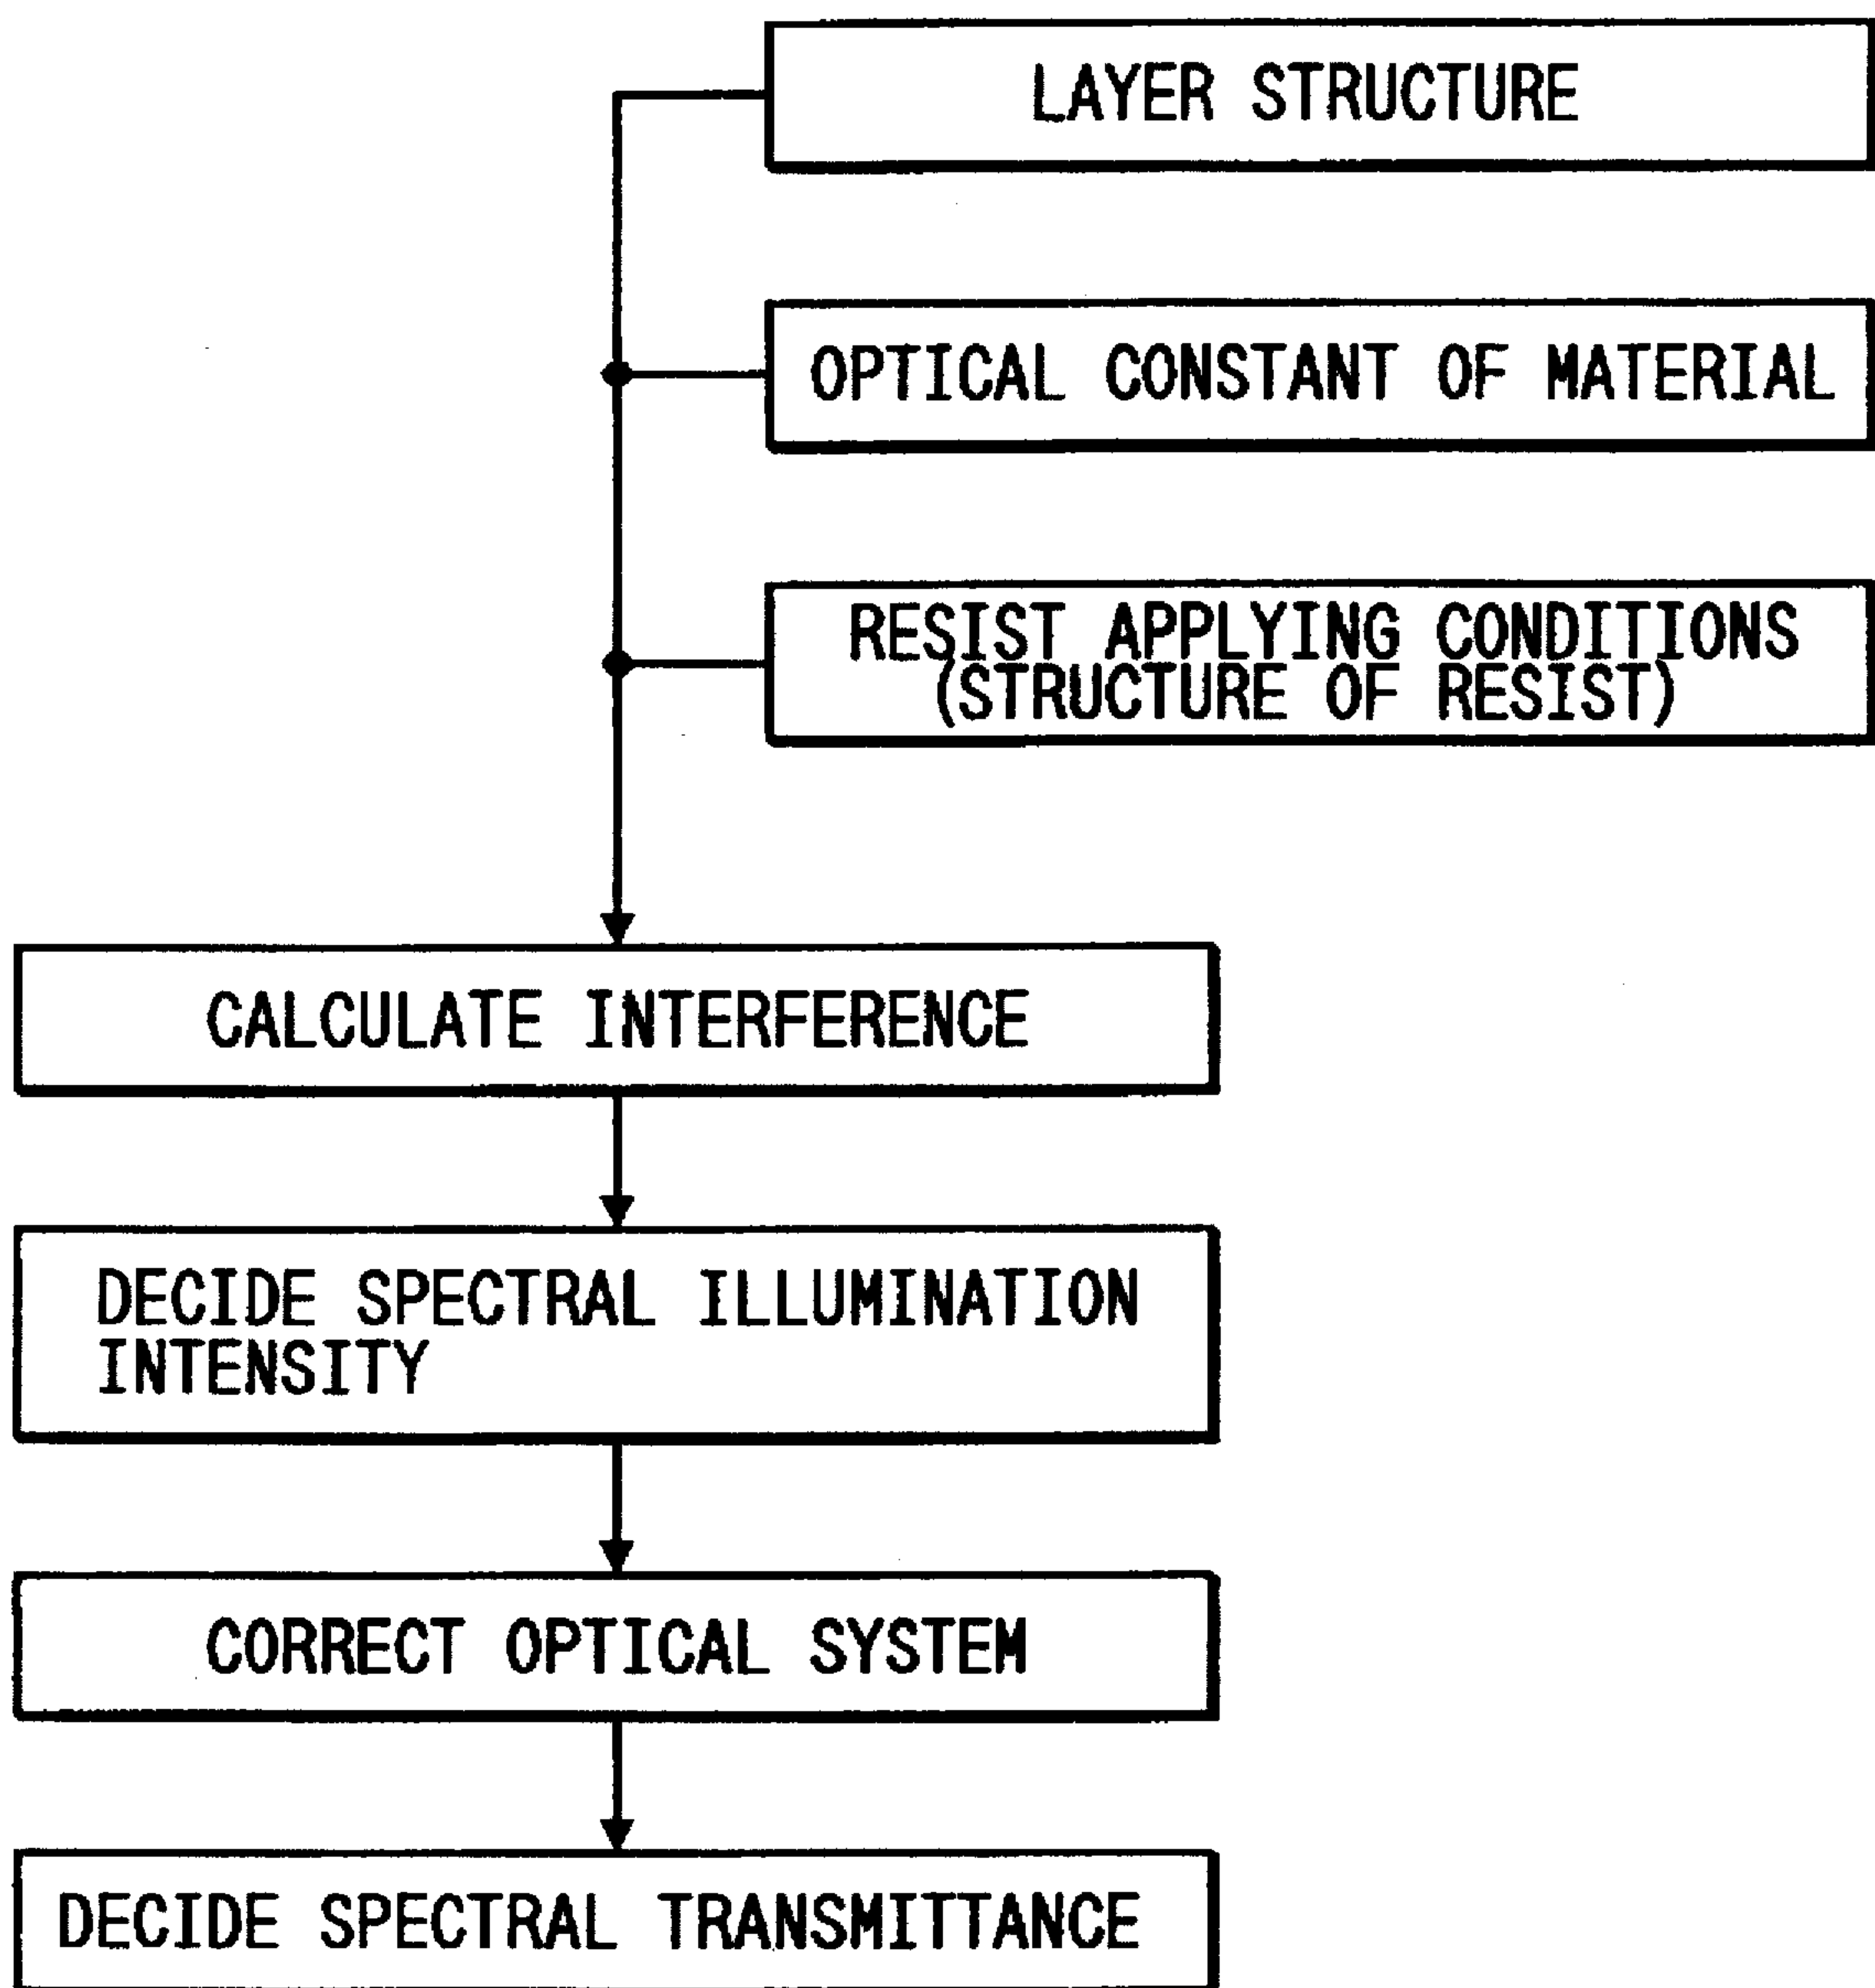 LAYER STRUCTURE
OPTICAL CONSTANT OF MATERIAL
RESIST APPLYING CONDITIONS
(STRUCTURE OF RESIST)
CALCULATE INTERFERENCE
DECIDE SPECTRAL ILLUMINATION
INTENSITY
CORRECT OPTICAL SYSTEM
DECIDE SPECTRAL TRANSMITTANCE